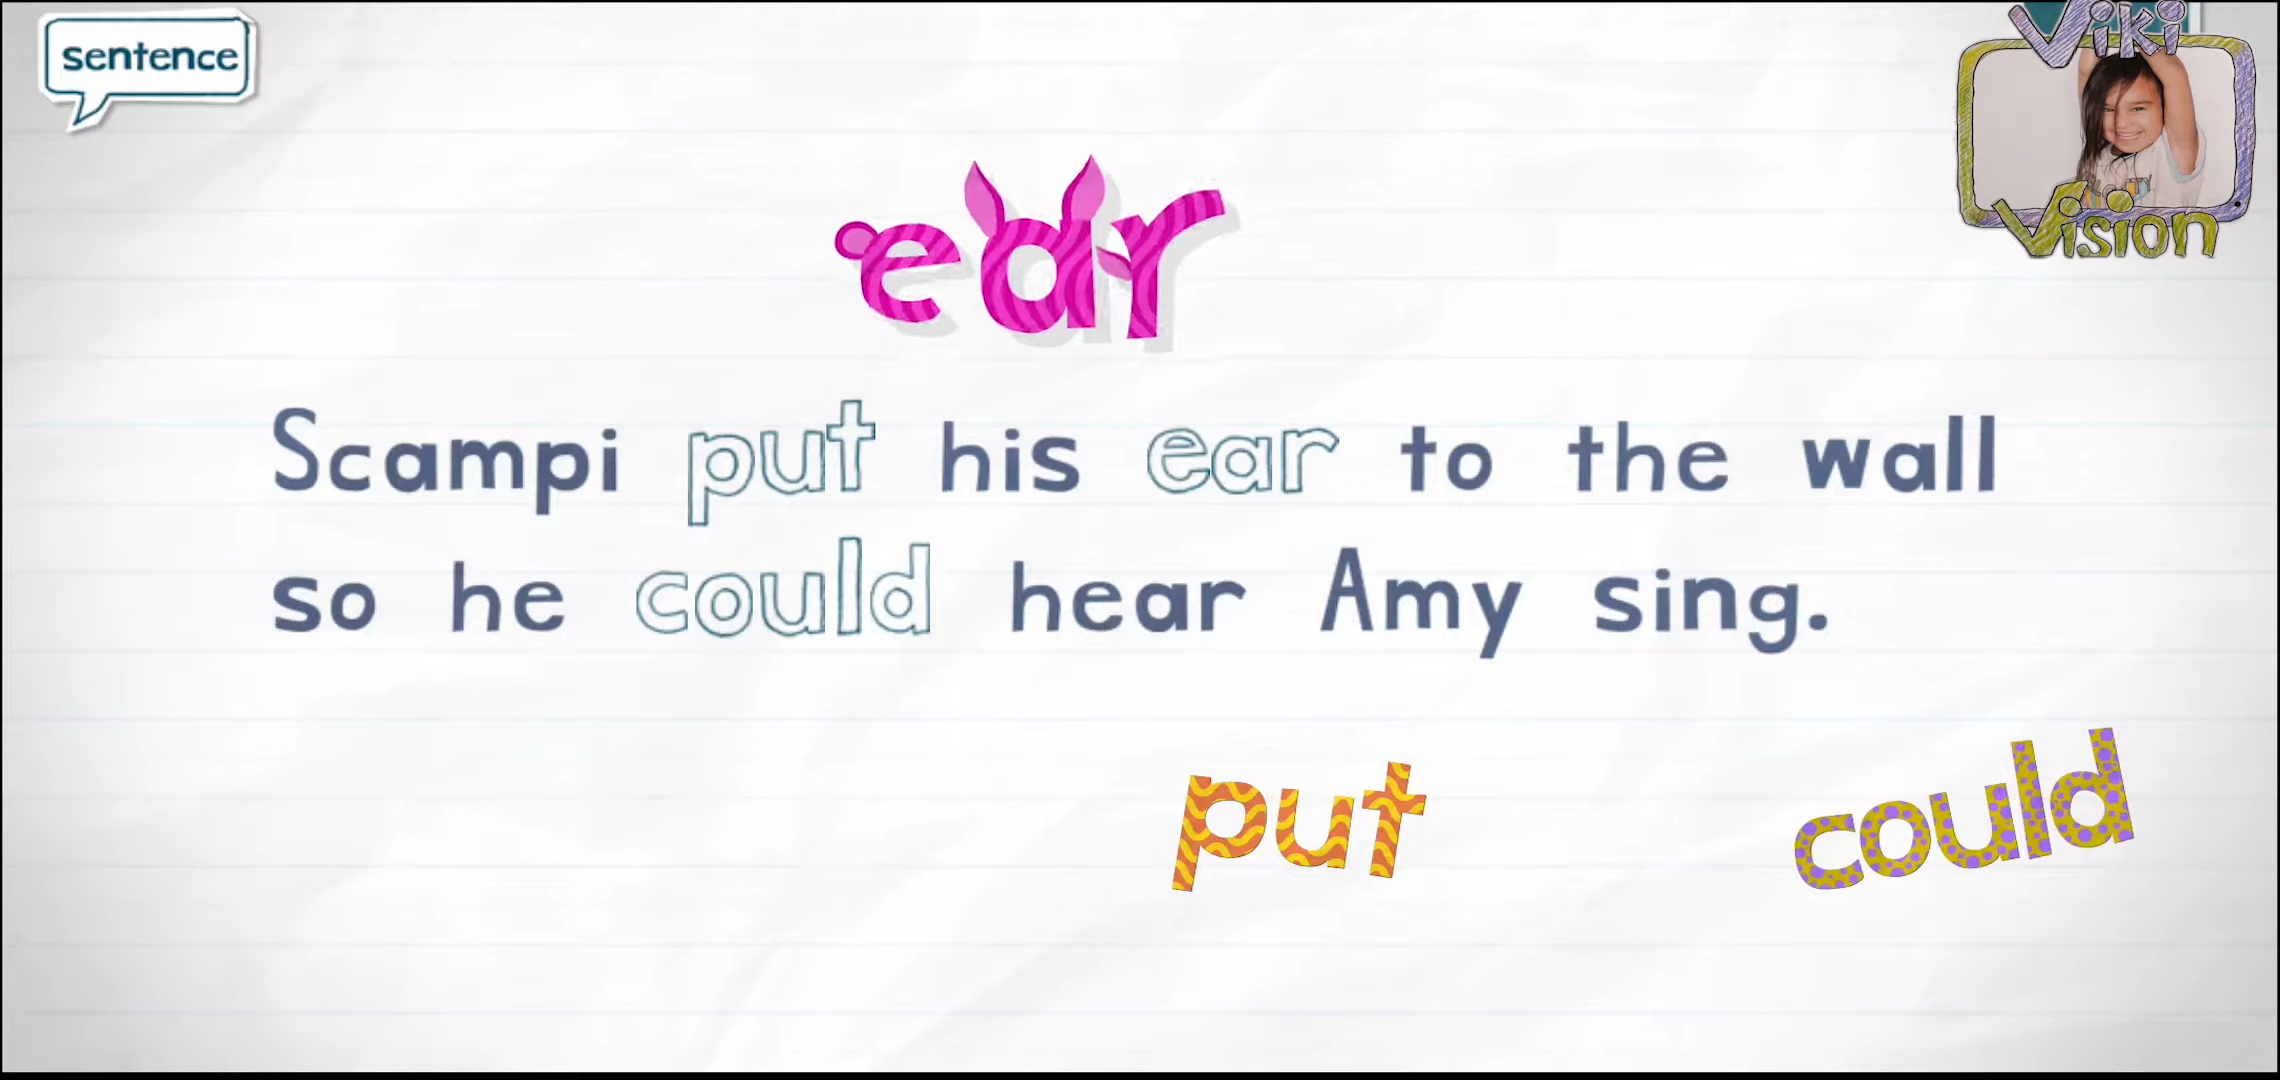 sentence
Viki
Vision
ear
Scampi put his ear to the wall
so he could hear Amy sing.
put
could